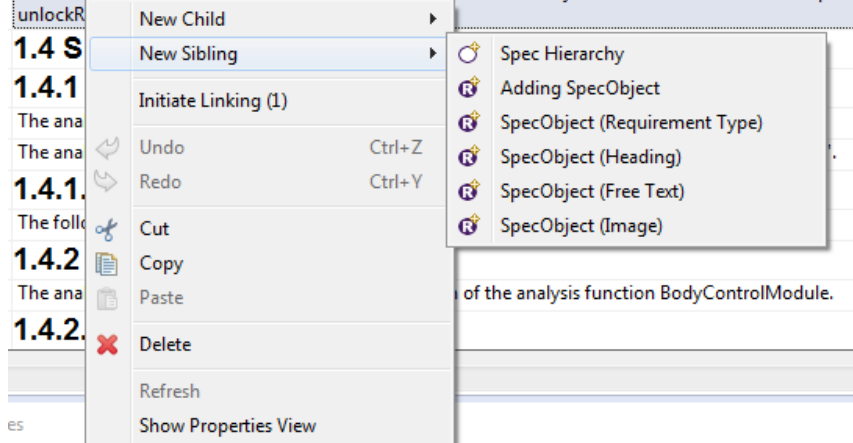 unlockR
New Child
1.4 S
New Sibling
Spec Hierarchy
1.4.1
Initiate Linking (1)
Adding SpecObject
The ana
SpecObject (Requirement Type)
The ana
Undo Ctrl+Z
SpecObject (Heading)
'.
1.4.1.
Redo Ctrl+Y
SpecObject (Free Text)
The follo
Cut
SpecObject (Image)
1.4.2
Copy
The ana
Paste
of the analysis function BodyControlModule.
1.4.2.
Delete
Refresh
es
Show Properties View